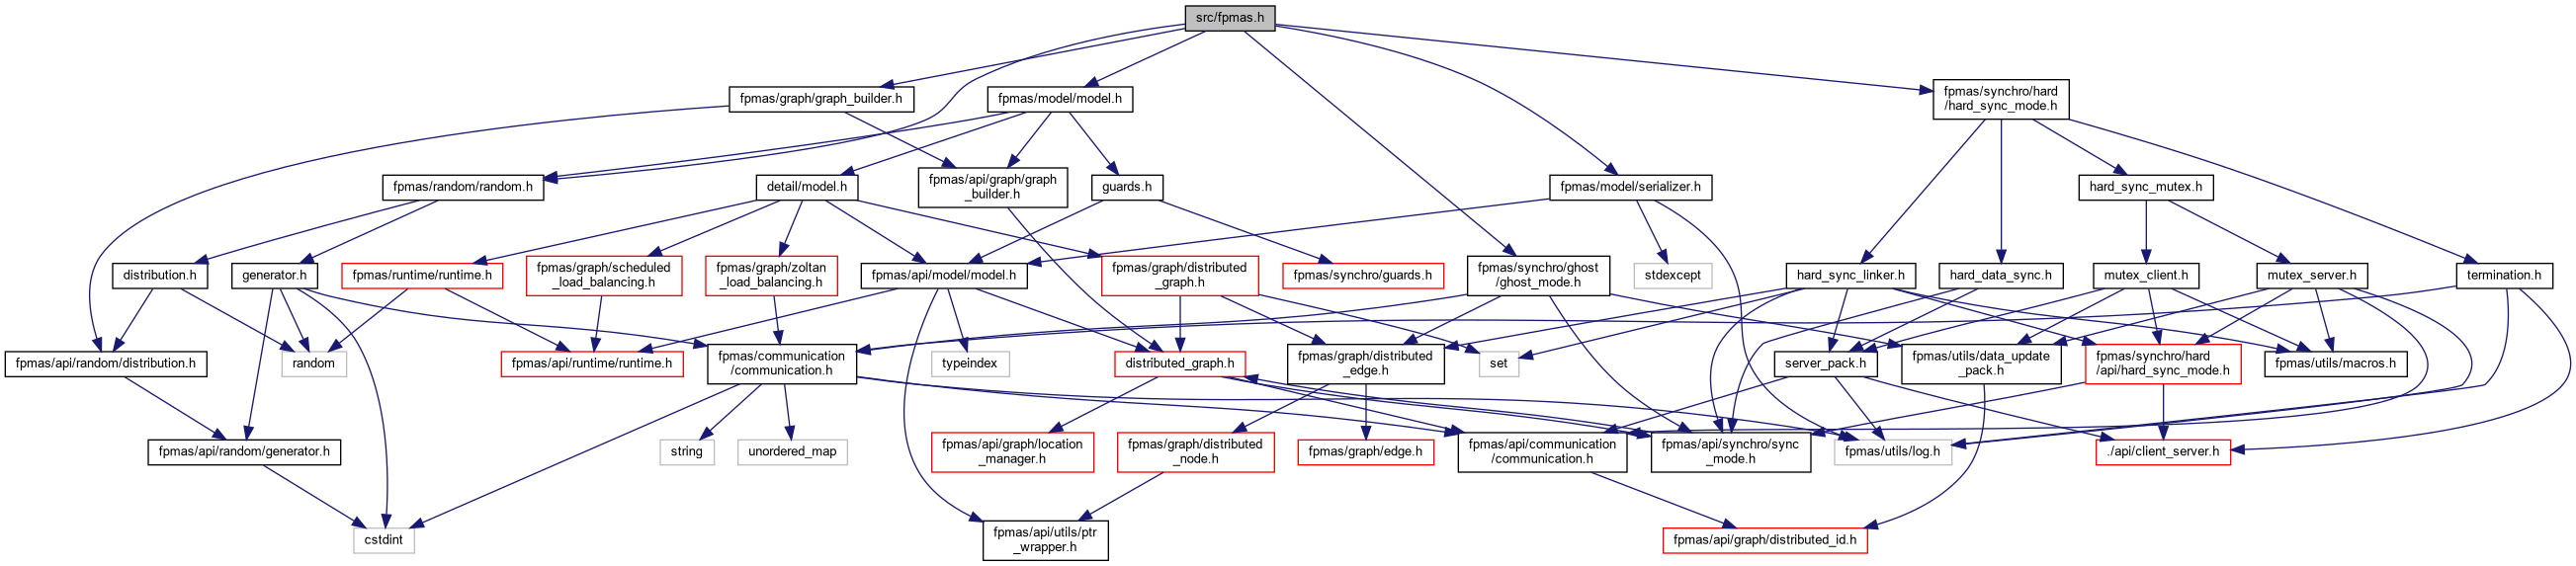 src/fpmas.h
fpmas/graph/graph_builder.h
fpmas/model/model.h
fpmas/synchro/hard
/hard_sync_mode.h
fpmas/random/random.h
detail/model.h
fpmas/api/graph/graph
_builder.h
guards.h
fpmas/model/serializer.h
hard_sync_mutex.h
distribution.h
generator.h
fpmas/runtime/runtime.h
fpmas/graph/scheduled
_load_balancing.h
fpmas/graph/zoltan
_load_balancing.h
fpmas/api/model/model.h
fpmas/graph/distributed
_graph.h
fpmas/synchro/guards.h
fpmas/synchro/ghost
/ghost_mode.h
stdexcept
hard_sync_linker.h
hard_data_sync.h
mutex_client.h
mutex_server.h
termination.h
fpmas/api/random/distribution.h
random
fpmas/api/runtime/runtime.h
fpmas/communication
/communication.h
typeindex
distributed_graph.h
fpmas/graph/distributed
_edge.h
set
server_pack.h
fpmas/utils/data_update
_pack.h
fpmas/synchro/hard
/api/hard_sync_mode.h
fpmas/utils/macros.h
fpmas/api/random/generator.h
string
unordered_map
fpmas/api/graph/location
_manager.h
fpmas/graph/distributed
_node.h
fpmas/graph/edge.h
fpmas/api/communication
/communication.h
fpmas/api/synchro/sync
_mode.h
fpmas/utils/log.h
./api/client_server.h
cstdint
fpmas/api/utils/ptr
_wrapper.h
fpmas/api/graph/distributed_id.h